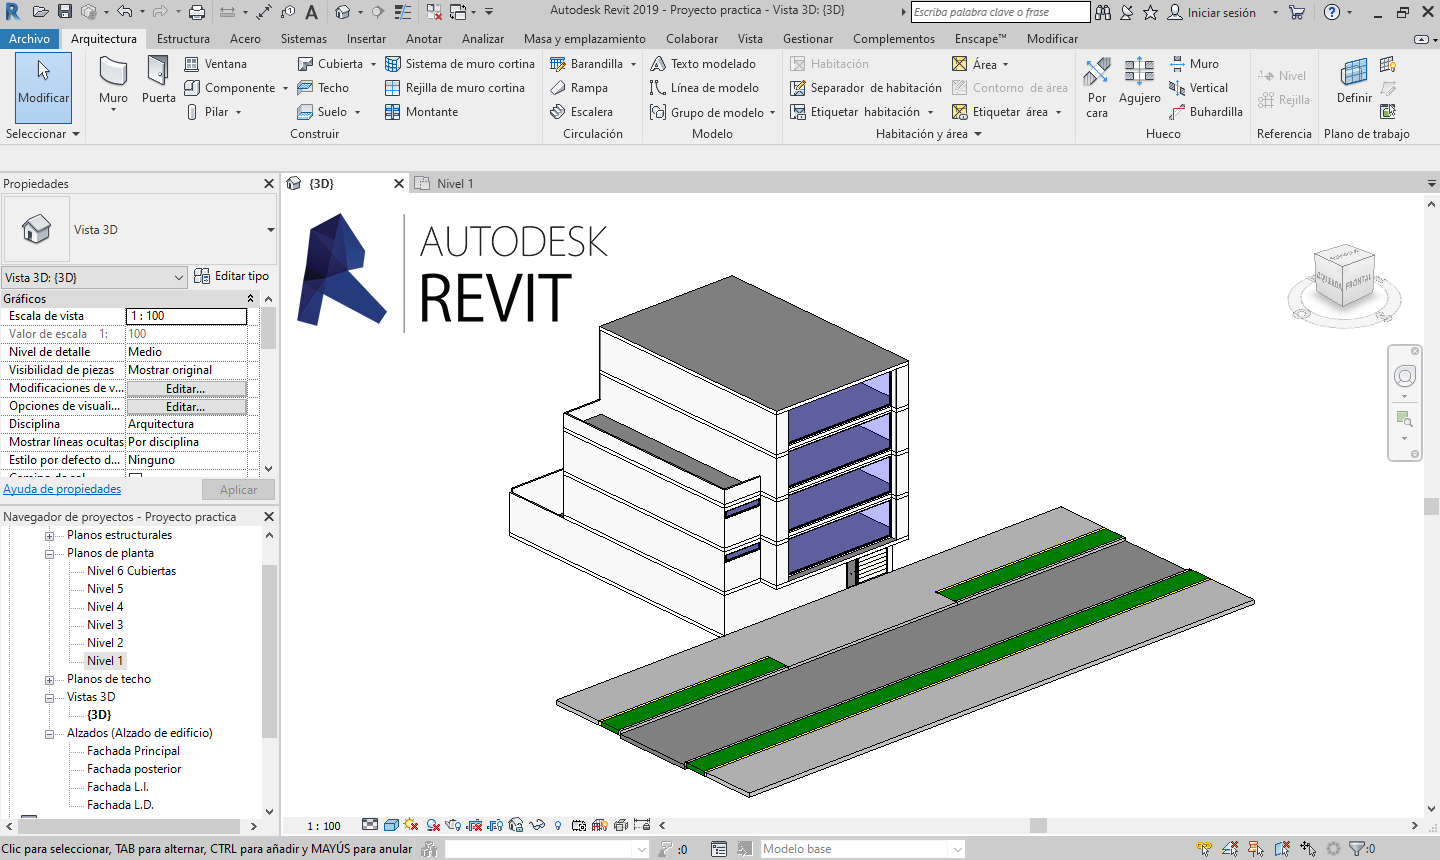 Autodesk Revit 2019 - Proyecto practica - Vista 3D: {3D}
Escriba palabra clave o frase
Iniciar sesión
Archivo Arquitectura Estructura Acero Sistemas Insertar Anotar Analizar Masa y emplazamiento Colaborar Vista Gestionar Complementos Enscape™ Modificar
Modificar
Muro
Puerta
Ventana
Componente
Pilar
Cubierta
Techo
Suelo
Sistema de muro cortina
Rejilla de muro cortina
Montante
Barandilla
Rampa
Escalera
Texto modelado
Línea de modelo
Grupo de modelo
Habitación
Separador de habitación
Etiquetar habitación
Área
Contorno de área
Etiquetar área
Por
cara
Agujero
Muro
Vertical
Buhardilla
Nivel
Rejilla
Definir
Seleccionar Construir Circulación Modelo Habitación y área Hueco Referencia Plano de trabajo
Propiedades
Vista 3D
Vista 3D: {3D}
Editar tipo
Gráficos
Escala de vista 1 : 100
Valor de escala 1: 100
Nivel de detalle Medio
Visibilidad de piezas Mostrar original
Modificaciones de v... Editar...
Opciones de visuali... Editar...
Disciplina Arquitectura
Mostrar líneas ocultas Por disciplina
Estilo por defecto d... Ninguno
Ayuda de propiedades
Aplicar
Navegador de proyectos - Proyecto practica
Planos estructurales
Planos de planta
Nivel 6 Cubiertas
Nivel 5
Nivel 4
Nivel 3
Nivel 2
Nivel 1
Planos de techo
Vistas 3D
{3D}
Alzados (Alzado de edificio)
Fachada Principal
Fachada posterior
Fachada L.I.
Fachada L.D.
{3D}
Nivel 1
AUTODESK
REVIT
FRONTAL
1 : 100
Clic para seleccionar, TAB para alternar, CTRL para añadir y MAYÚS para anular
:0
Modelo base
:0